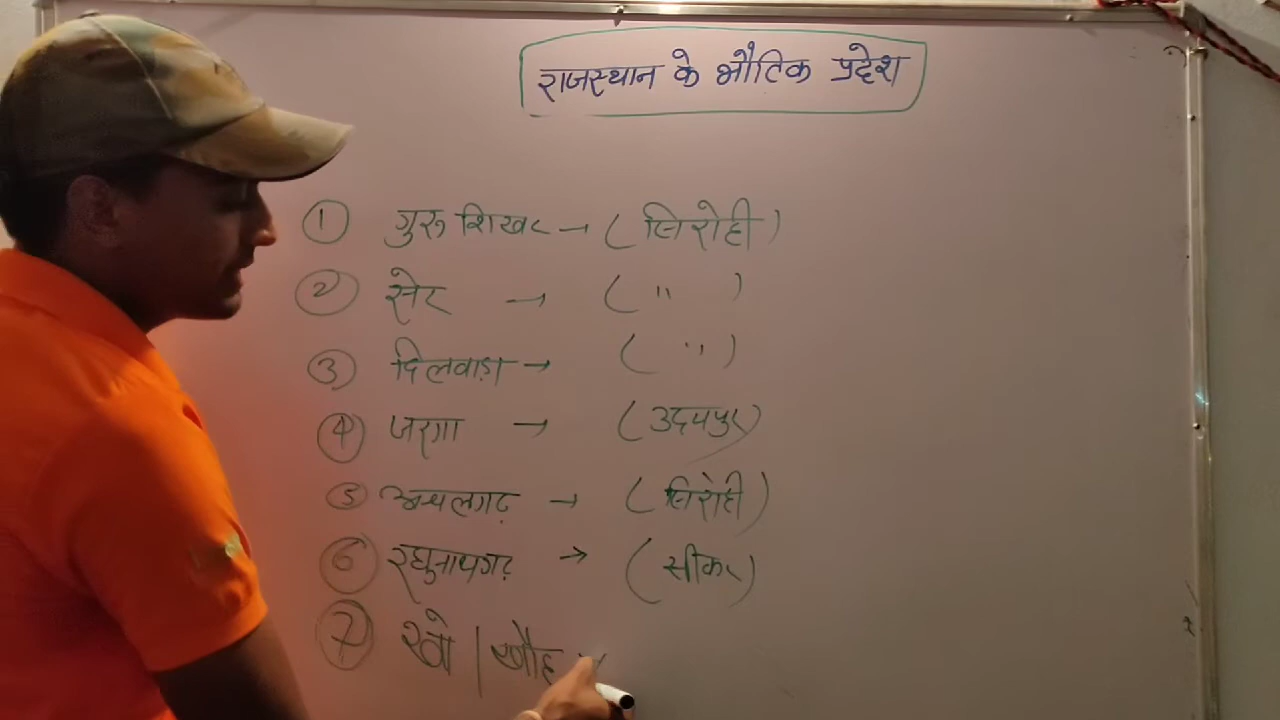 राजस्थान के भौतिक प्रदेश
① गुरु शिखर → (सिरोही)
② सेर → ( " )
③ दिलवाड़ा → ( " )
④ जरगा → (उदयपुर)
⑤ अचलगढ़ → (सिरोही)
⑥ रघुनाथगढ़ → (सीकर)
⑦ खो | खौह